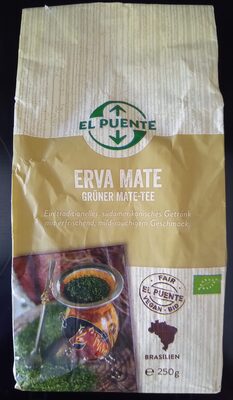 EL PUENTE
ERVA MATE
GRÜNER MATE-TEE
Ein traditionelles, südamerikanisches Getränk
mit erfrischend, mild-rauchigem Geschmack
FAIR
EL PUENTE
VEGAN & BIO
BRASILIEN
℮ 250g